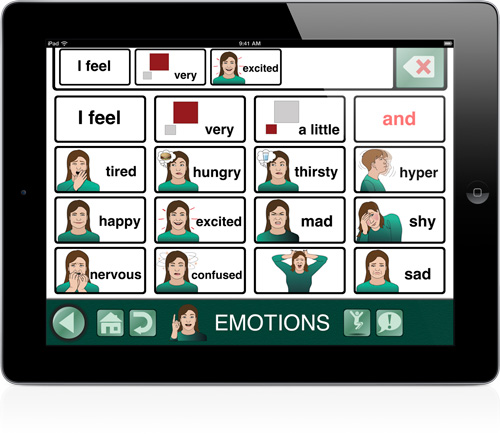 iPad
9:41 AM
I feel very excited
I feel very a little and
tired hungry thirsty hyper
happy excited mad shy
nervous confused sad
EMOTIONS